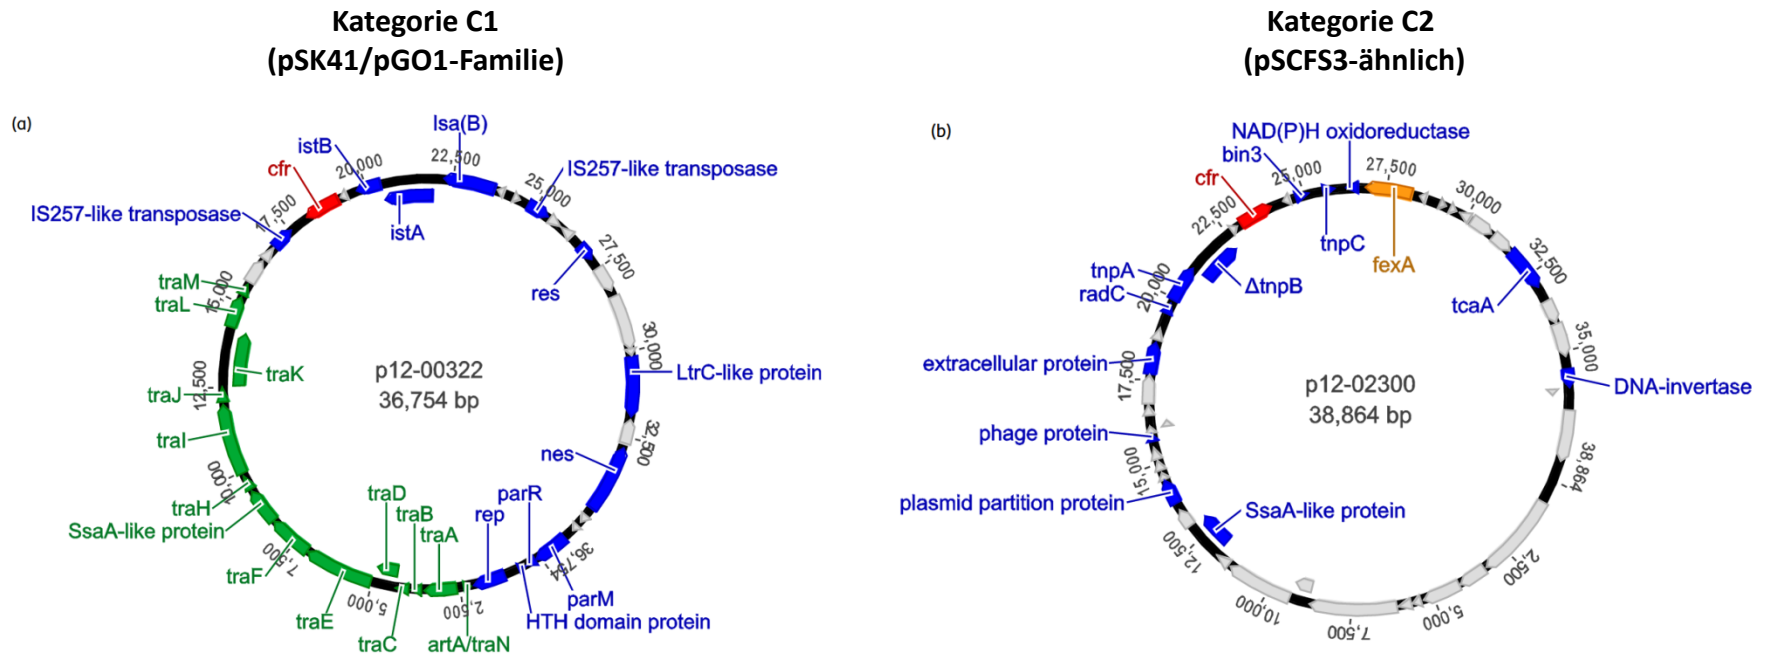 Kategorie C1
(pSK41/pGO1-Familie)
Kategorie C2
(pSCFS3-ähnlich)
(a)
lsa(B)
istB
22,500
20,000
cfr
IS257-like transposase
25,000
17,500
IS257-like transposase
istA
27,500
res
traM
15,000
traL
30,000
p12-00322
36,754 bp
LtrC-like protein
traK
12,500
traJ
traI
32,500
nes
10,000
traH
SsaA-like protein
traD
traB
traA
parR
rep
7,500
traF
36,754
5,000
2,500
traE
traC
artA/traN
parM
HTH domain protein
(b)
NAD(P)H oxidoreductase
bin3
25,000
27,500
cfr
22,500
30,000
tnpC
fexA
tnpA
radC
20,000
ΔtnpB
32,500
tcaA
35,000
extracellular protein
17,500
p12-02300
38,864 bp
DNA-invertase
phage protein
15,000
38,864
plasmid partition protein
SsaA-like protein
12,500
2,500
10,000
5,000
7,500